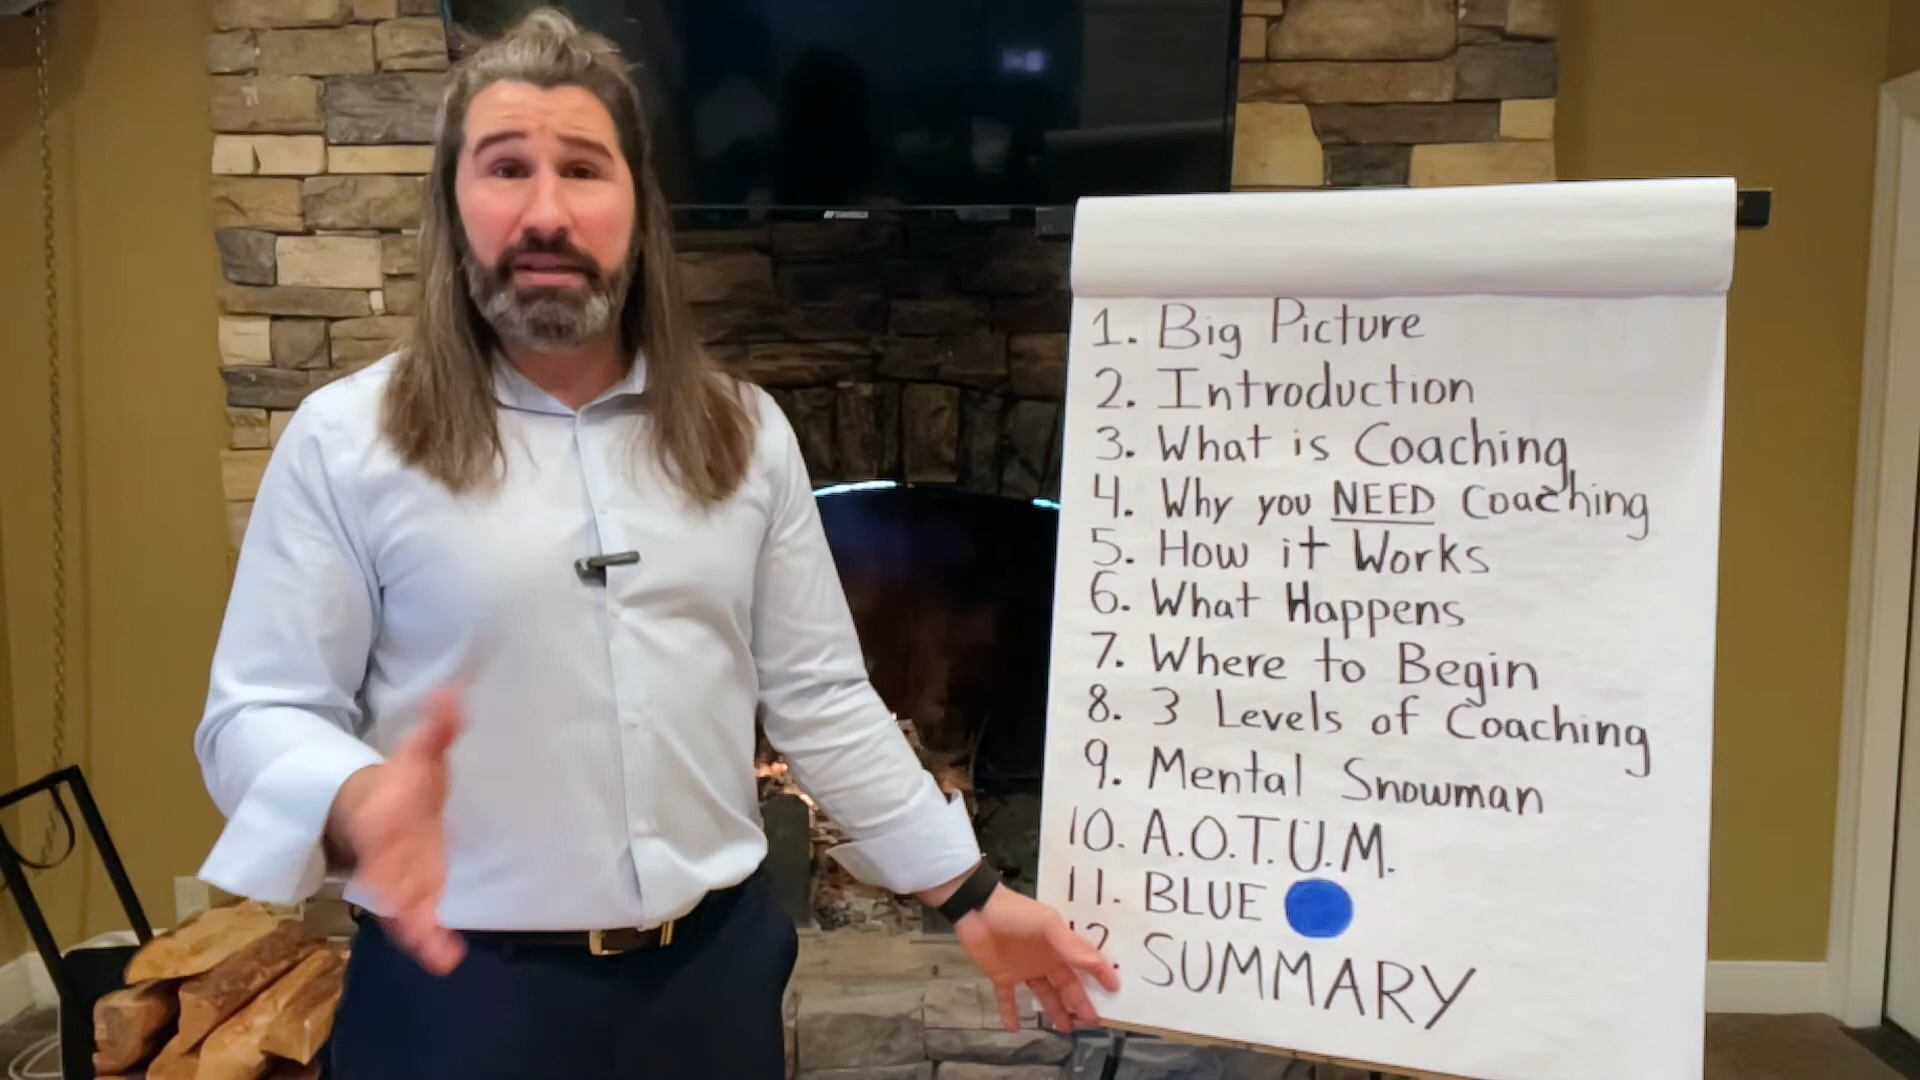 1. Big Picture
2. Introduction
3. What is Coaching
4. Why you NEED Coaching
5. How it Works
6. What Happens
7. Where to Begin
8. 3 Levels of Coaching
9. Mental Snowman
10. A.O.T.U.M.
11. BLUE
12. SUMMARY